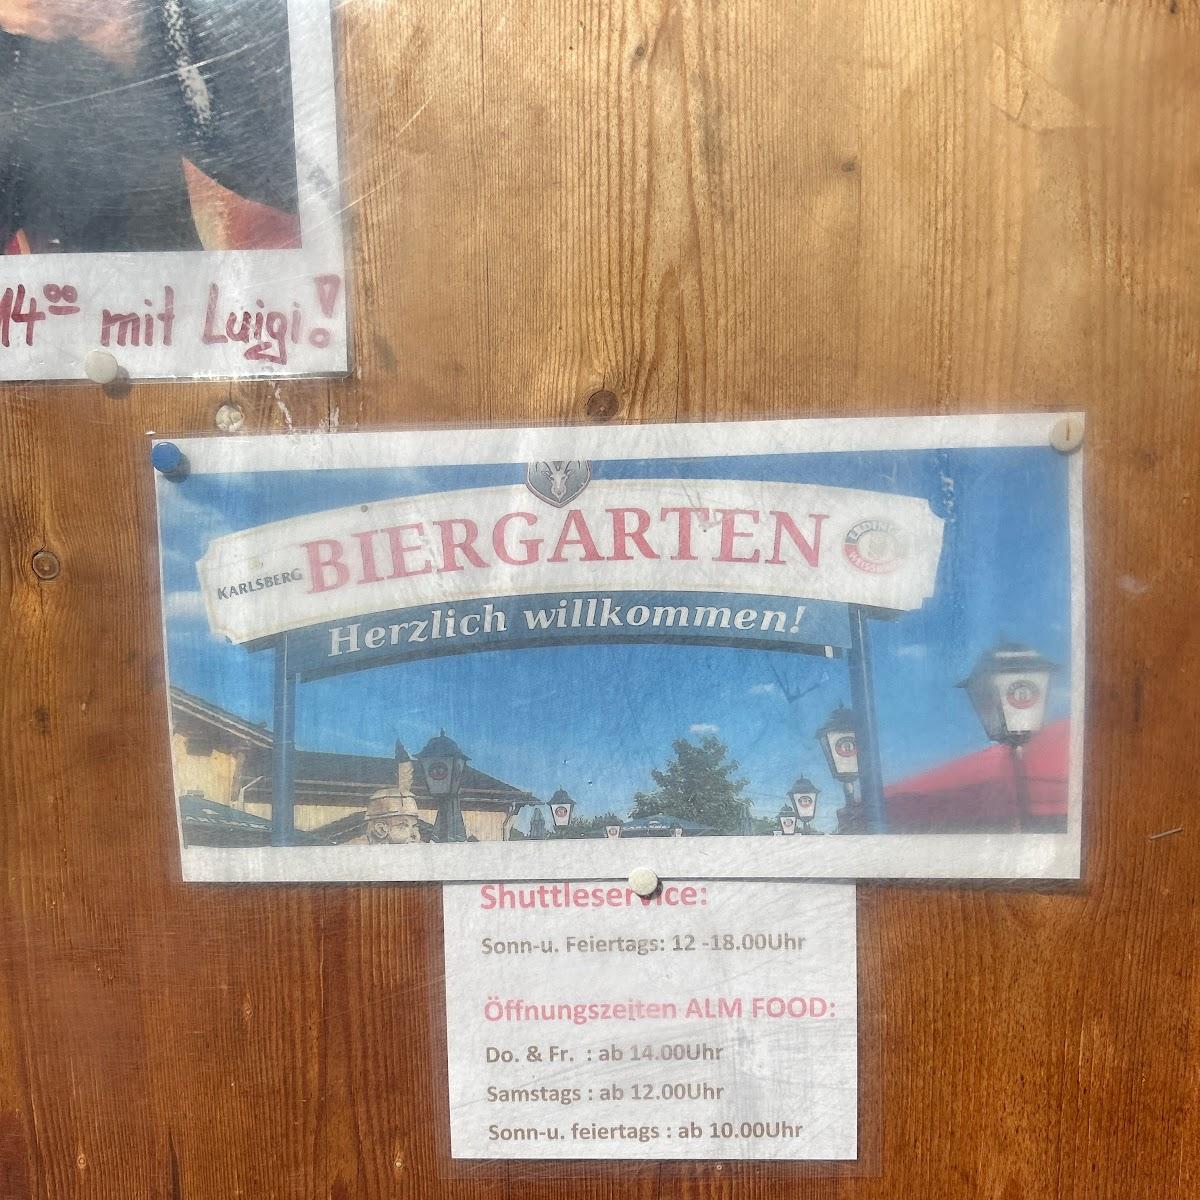 14⁰⁰ mit Luigi!
KARLSBERG BIERGARTEN
Herzlich willkommen!
Shuttleservice:
Sonn-u. Feiertags: 12 -18.00Uhr
Öffnungszeiten ALM FOOD:
Do. & Fr. : ab 14.00Uhr
Samstags : ab 12.00Uhr
Sonn-u. feiertags : ab 10.00Uhr